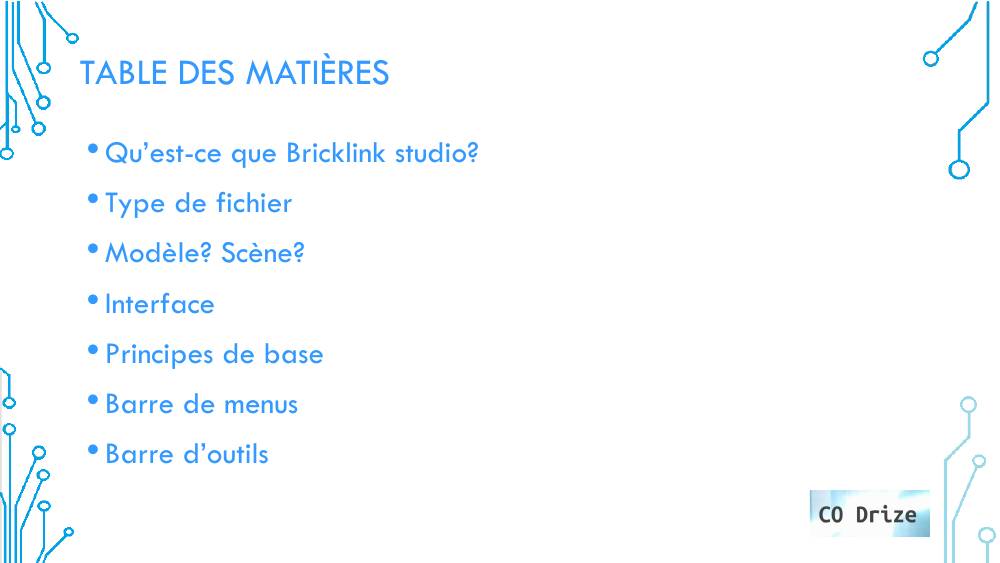 TABLE DES MATIÈRES
• Qu’est-ce que Bricklink studio?
• Type de fichier
• Modèle? Scène?
• Interface
• Principes de base
• Barre de menus
• Barre d’outils
CO Drize